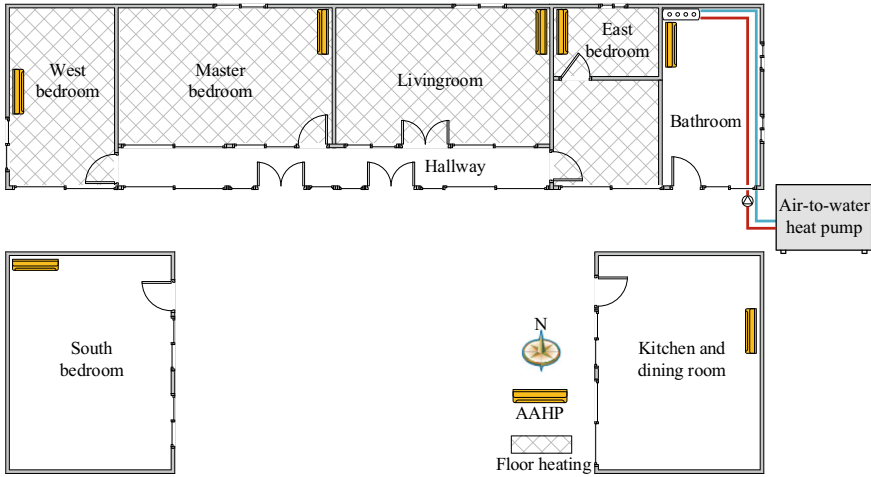 West
bedroom
Master
bedroom
Livingroom
East
bedroom
Bathroom
Hallway
Air-to-water
heat pump
South
bedroom
N
AAHP
Floor heating
Kitchen and
dining room